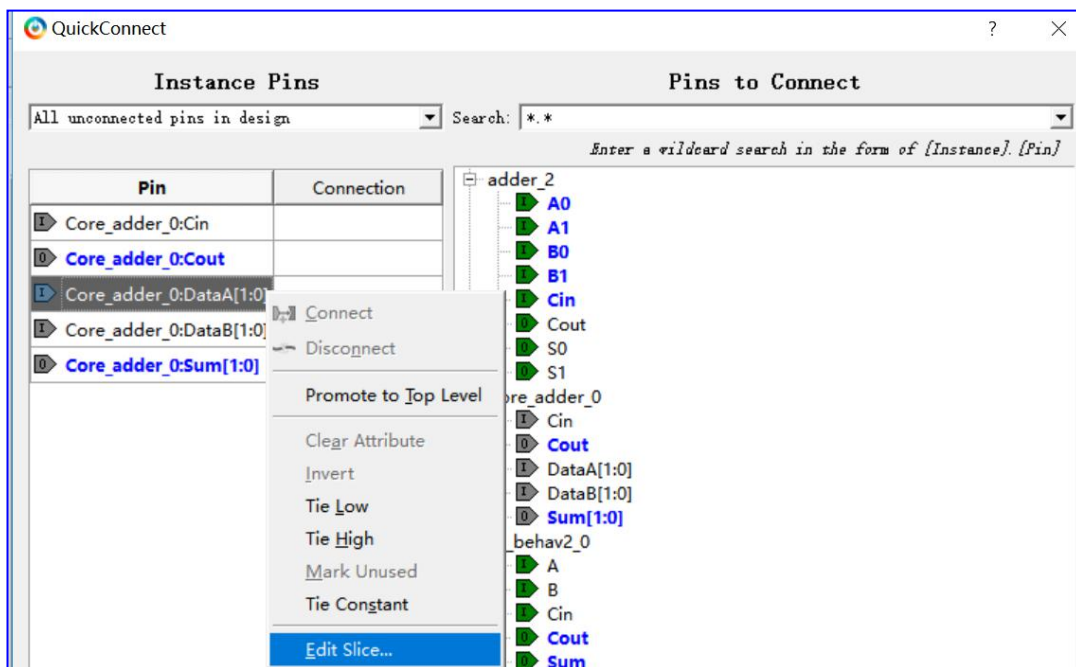 QuickConnect ?
Instance Pins Pins to Connect
All unconnected pins in design Search: *.*
Enter a wildcard search in the form of [Instance].[Pin]
Pin Connection
Core_adder_0:Cin
Core_adder_0:Cout
Core_adder_0:DataA[1:0]
Core_adder_0:DataB[1:0]
Core_adder_0:Sum[1:0]
Connect
Disconnect
Promote to Top Level
Clear Attribute
Invert
Tie Low
Tie High
Mark Unused
Tie Constant
Edit Slice...
adder_2
I A0
I A1
I B0
I B1
I Cin
O Cout
O S0
O S1
ore_adder_0
I Cin
O Cout
I DataA[1:0]
I DataB[1:0]
O Sum[1:0]
_behav2_0
I A
I B
I Cin
O Cout
O Sum